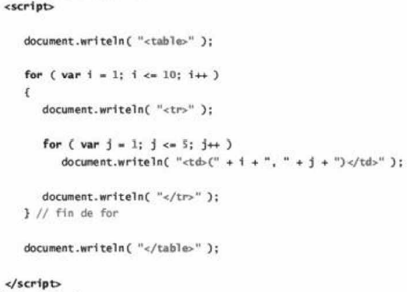 <script>
document.writeln( "<table>" );
for ( var i = 1; i <= 10; i++ )
{
document.writeln( "<tr>" );
for ( var j = 1; j <= 5; j++ )
document.writeln( "<td>(" + i + ", " + j + ")</td>" );
document.writeln( "</tr>" );
} // fin de for
document.writeln( "</table>" );
</script>